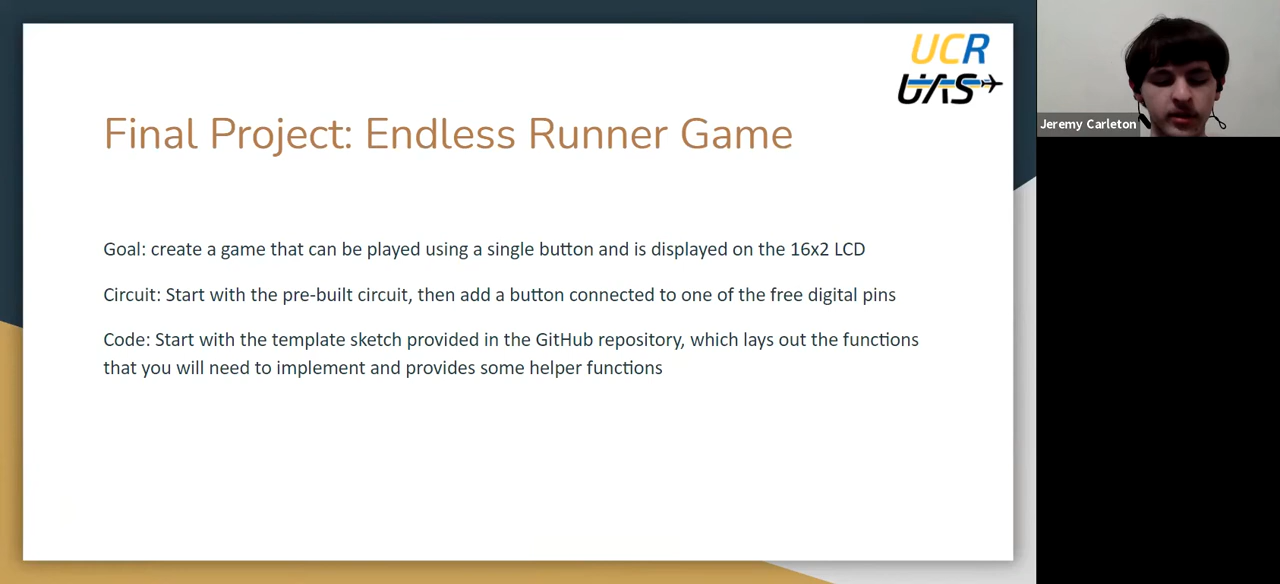 UCR
UAS
Final Project: Endless Runner Game
Goal: create a game that can be played using a single button and is displayed on the 16x2 LCD
Circuit: Start with the pre-built circuit, then add a button connected to one of the free digital pins
Code: Start with the template sketch provided in the GitHub repository, which lays out the functions
that you will need to implement and provides some helper functions
Jeremy Carleton